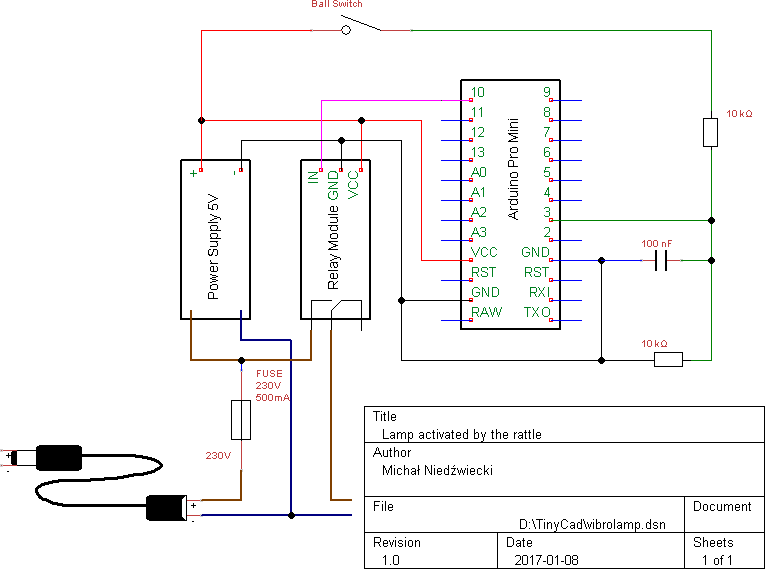 Ball Switch
10 9
11 8
12 7
13 6
A0 5
A1 4
A2 3
A3 2
VCC GND
RST RST
GND RXI
RAW TXO
Arduino Pro Mini
10 kΩ
+ -
Power Supply 5V
IN GND VCC
Relay Module
100 nF
10 kΩ
FUSE
230V
500mA
230V
+
-
+
-
Title
Lamp activated by the rattle
Author
Michał Niedźwiecki
File
D:\TinyCad\vibrolamp.dsn
Document
Revision
1.0
Date
2017-01-08
Sheets
1 of 1